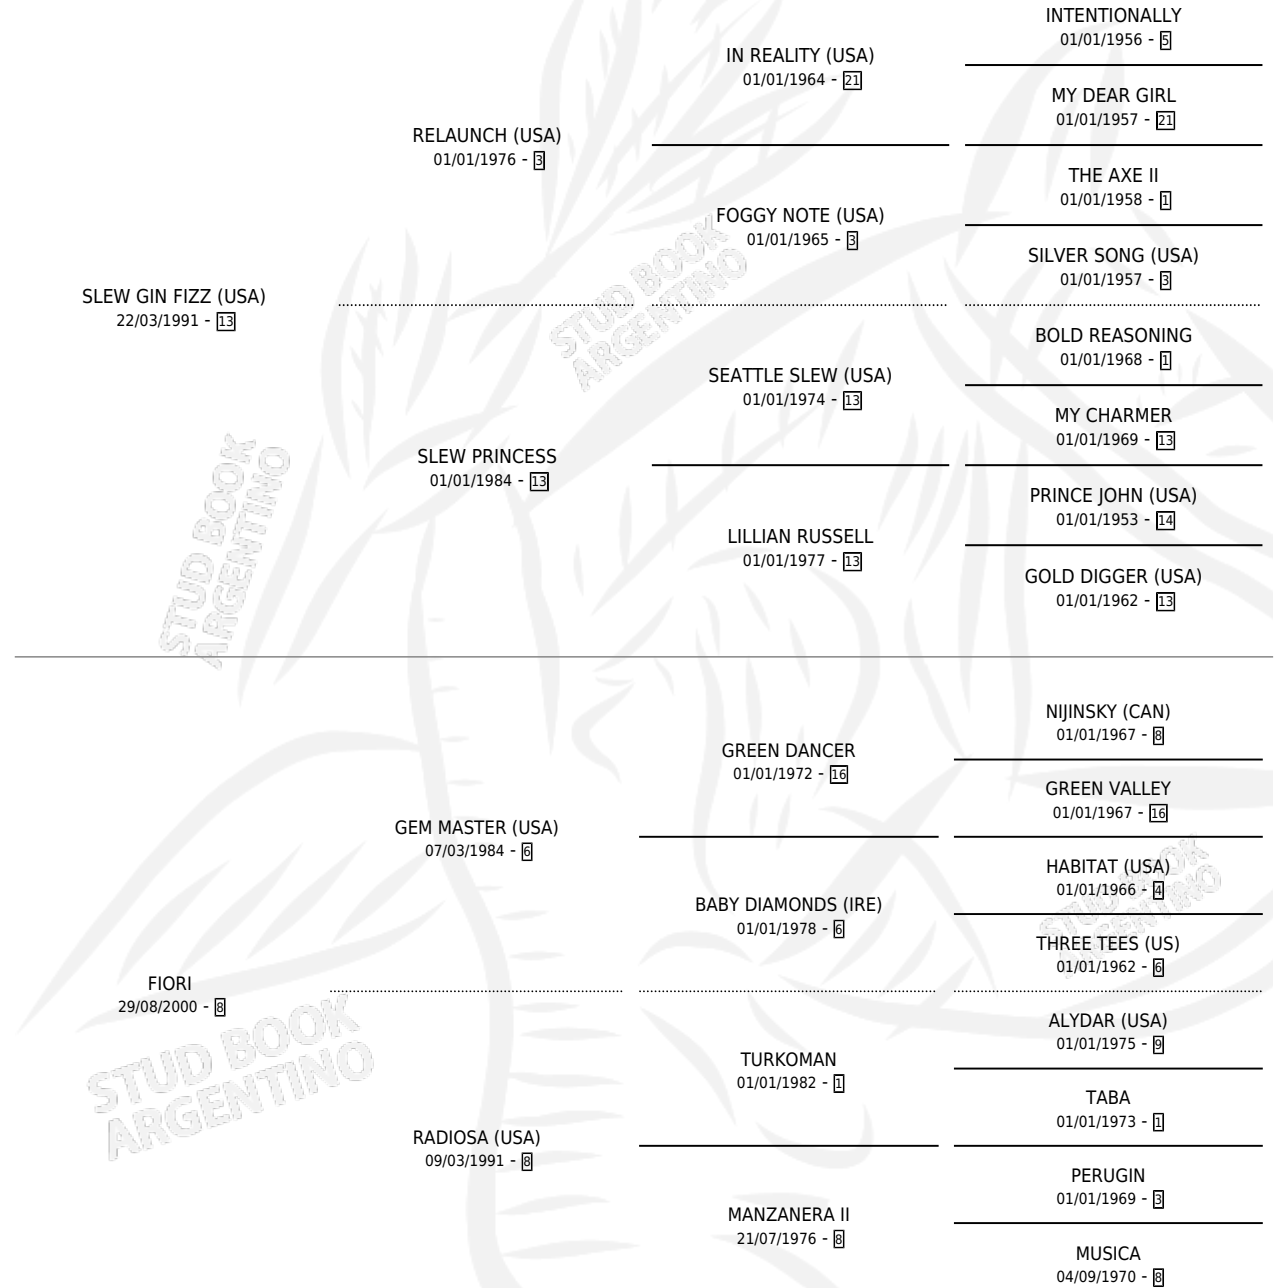 INTENTIONALLY
01/01/1956 - 5
IN REALITY (USA)
01/01/1964 - 21
MY DEAR GIRL
01/01/1957 - 21
RELAUNCH (USA)
01/01/1976 - 3
THE AXE II
01/01/1958 - 1
FOGGY NOTE (USA)
01/01/1965 - 3
SILVER SONG (USA)
01/01/1957 - 3
SLEW GIN FIZZ (USA)
22/03/1991 - 13
BOLD REASONING
01/01/1968 - 1
SEATTLE SLEW (USA)
01/01/1974 - 13
MY CHARMER
01/01/1969 - 13
SLEW PRINCESS
01/01/1984 - 13
PRINCE JOHN (USA)
01/01/1953 - 14
LILLIAN RUSSELL
01/01/1977 - 13
GOLD DIGGER (USA)
01/01/1962 - 13
NIJINSKY (CAN)
01/01/1967 - 8
GREEN DANCER
01/01/1972 - 16
GREEN VALLEY
01/01/1967 - 16
GEM MASTER (USA)
07/03/1984 - 6
HABITAT (USA)
01/01/1966 - 4
BABY DIAMONDS (IRE)
01/01/1978 - 6
THREE TEES (US)
01/01/1962 - 6
FIORI
29/08/2000 - 8
ALYDAR (USA)
01/01/1975 - 9
TURKOMAN
01/01/1982 - 1
TABA
01/01/1973 - 1
RADIOSA (USA)
09/03/1991 - 8
PERUGIN
01/01/1969 - 3
MANZANERA II
21/07/1976 - 8
MUSICA
04/09/1970 - 8
STUD BOOK
ARGENTINO
STUD BOOK
ARGENTINO
STUD BOOK
ARGENTINO
STUD BOOK
ARGENTINO